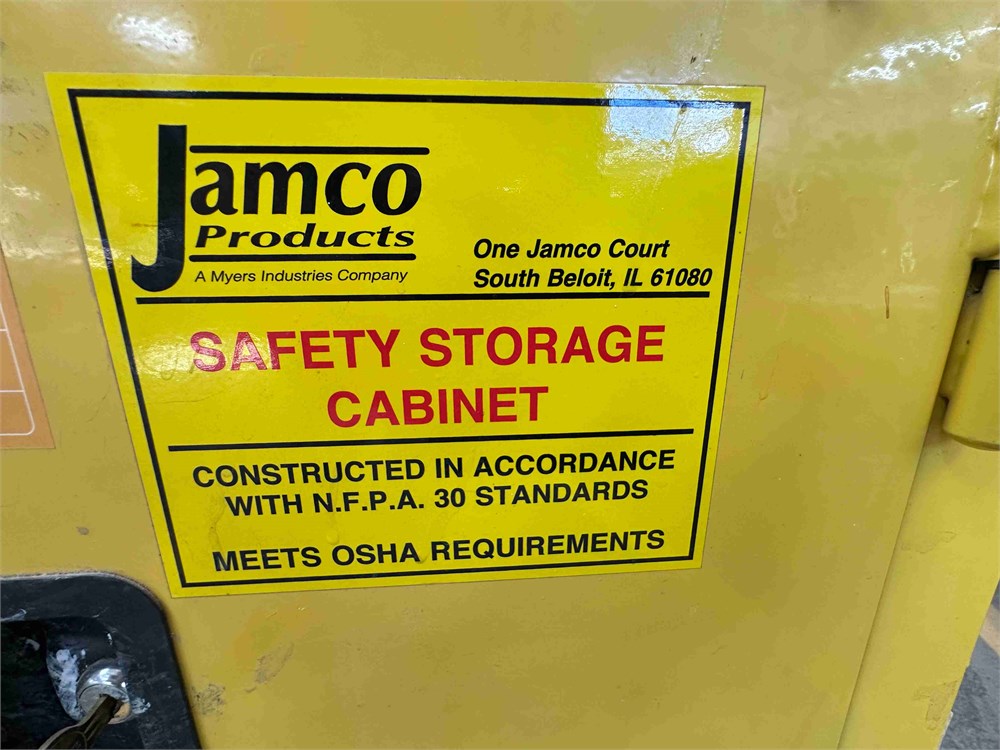 Jamco
Products
A Myers Industries Company
One Jamco Court
South Beloit, IL 61080
SAFETY STORAGE
CABINET
CONSTRUCTED IN ACCORDANCE
WITH N.F.P.A. 30 STANDARDS
MEETS OSHA REQUIREMENTS